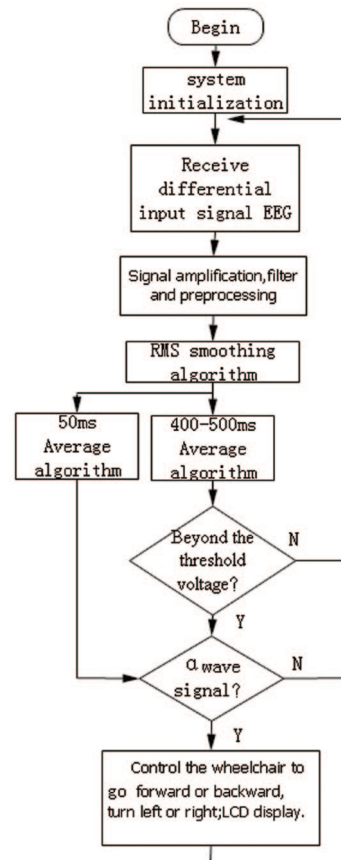 Begin
system
initialization
Receive
differential
input signal EEG
Signal amplification,filter
and preprocessing
RMS smoothing
algorithm
50ms
Average
algorithm
400-500ms
Average
algorithm
Beyond the
threshold
voltage?
N
Y
α wave
signal?
N
Y
Control the wheelchair to
go forward or backward,
turn left or right;LCD display.